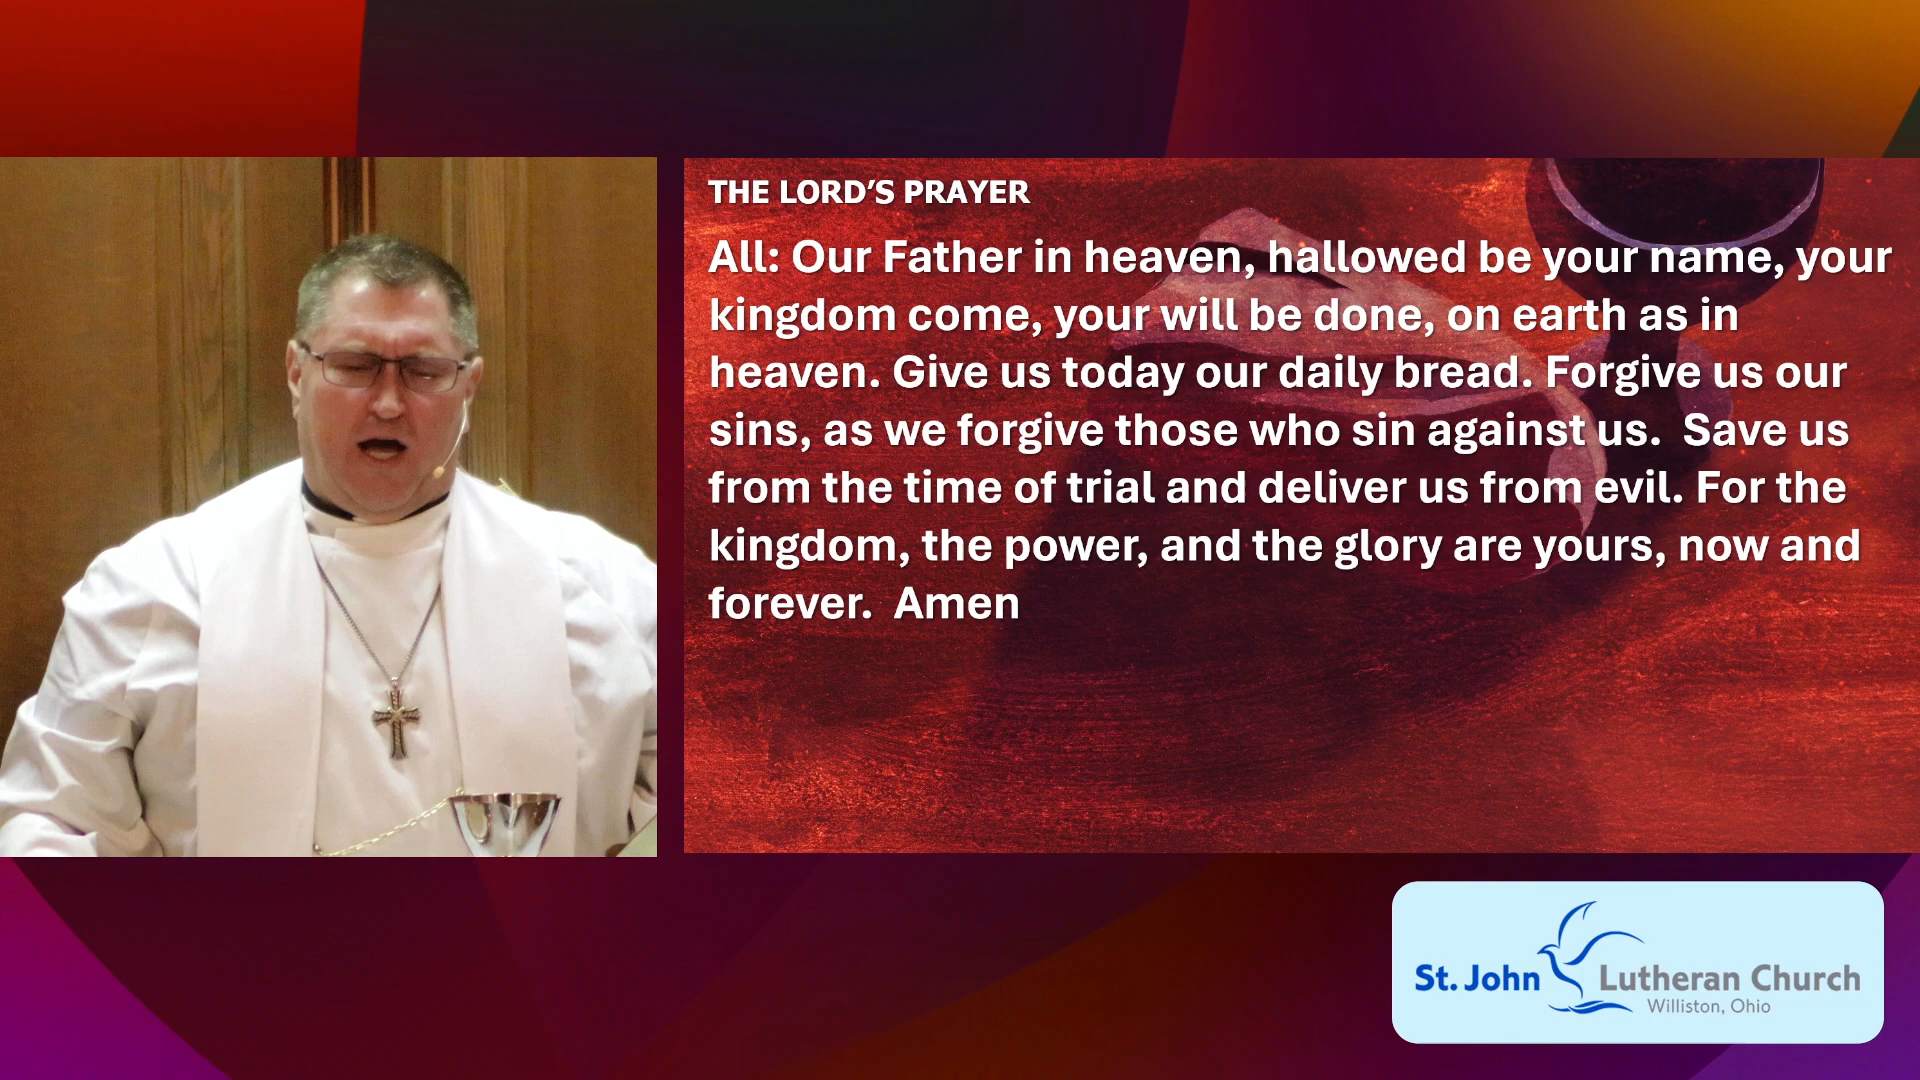 THE LORD'S PRAYER
All: Our Father in heaven, hallowed be your name, your
kingdom come, your will be done, on earth as in
heaven. Give us today our daily bread. Forgive us our
sins, as we forgive those who sin against us.  Save us
from the time of trial and deliver us from evil. For the
kingdom, the power, and the glory are yours, now and
forever.  Amen
St. John Lutheran Church
Williston, Ohio